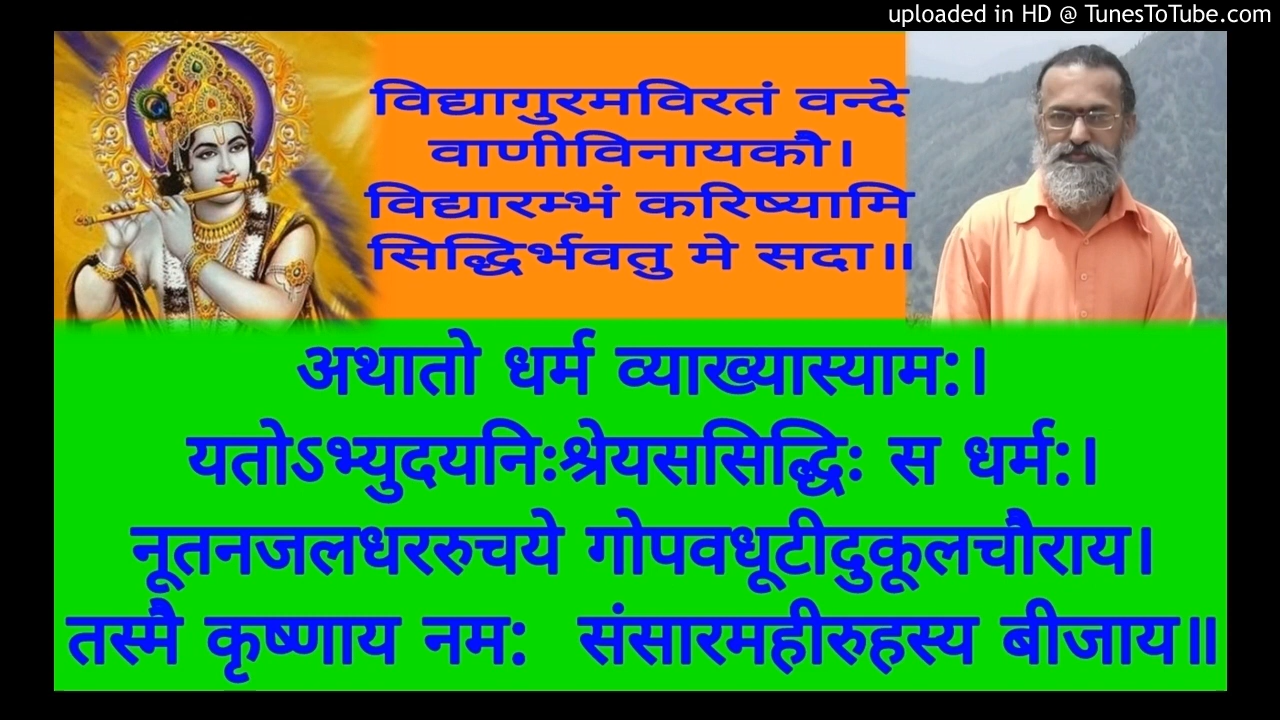 uploaded in HD @ TunesToTube.com
विद्यागुरमविरतं वन्दे
वाणीविनायकौ।
विद्यारम्भं करिष्यामि
सिद्धिर्भवतु मे सदा॥
अथातो धर्म व्याख्यास्याम:।
यतोऽभ्युदयनिःश्रेयससिद्धिः स धर्म:।
नूतनजलधररुचये गोपवधूटीदुकूलचौराय।
तस्मै कृष्णाय नम: संसारमहीरुहस्य बीजाय॥